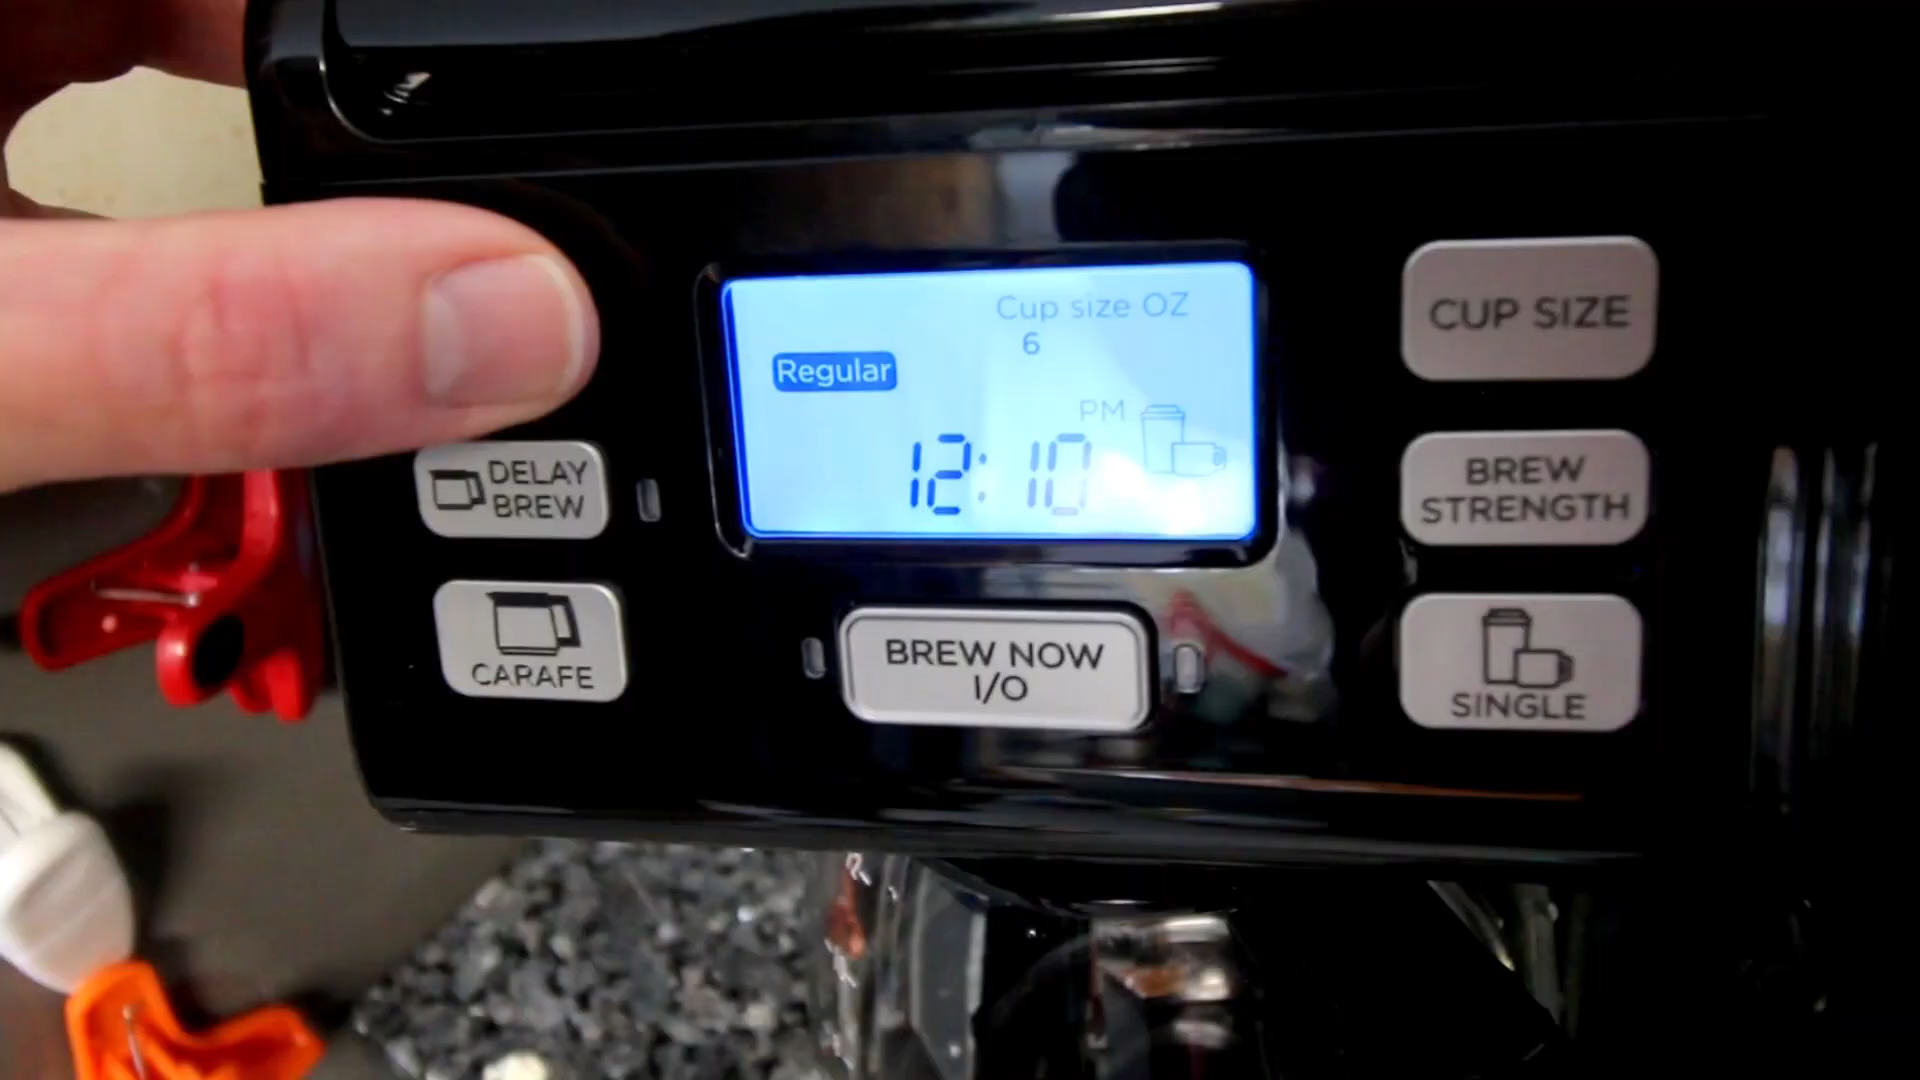 Cup size OZ
6
Regular
PM
12:10
DELAY
BREW
CARAFE
BREW NOW
I/O
CUP SIZE
BREW
STRENGTH
SINGLE